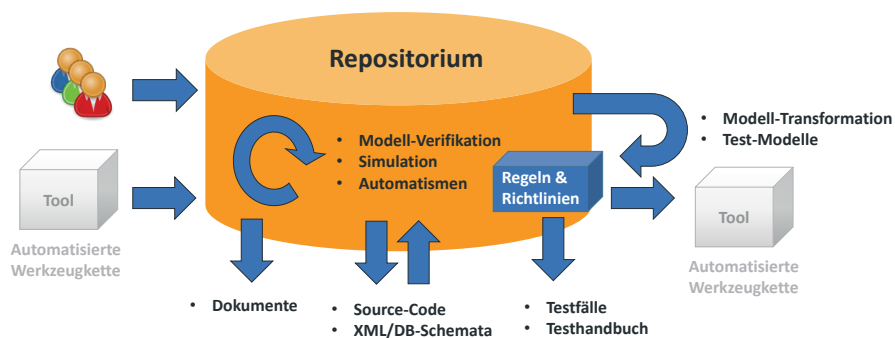 Repositorium
• Modell-Verifikation
• Simulation
• Automatismen
• Modell-Transformation
• Test-Modelle
Regeln &
Richtlinien
Tool
Automatisierte
Werkzeugkette
Tool
Automatisierte
Werkzeugkette
• Dokumente
• Source-Code
• XML/DB-Schemata
• Testfälle
• Testhandbuch